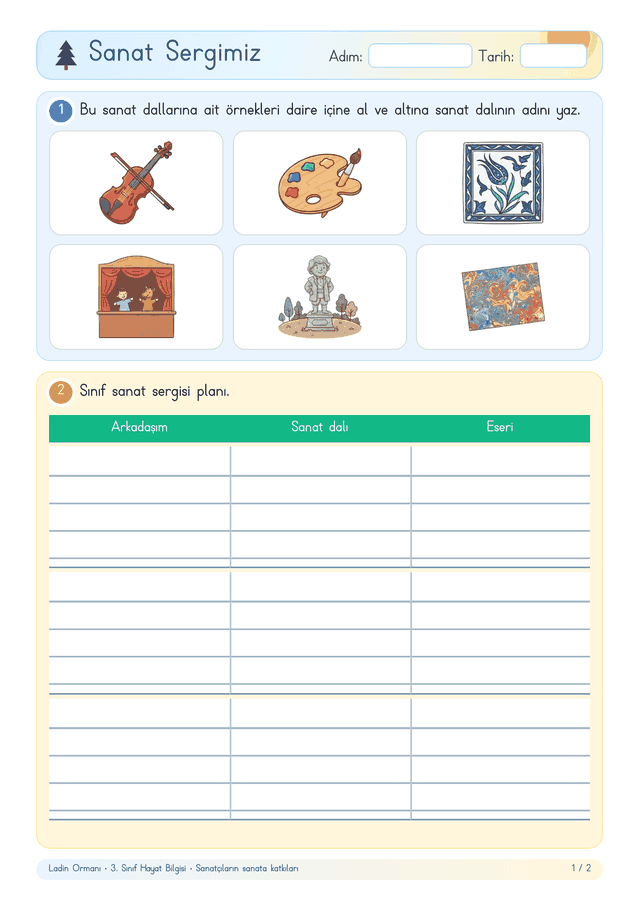 Sanat Sergimiz
Adım:
Tarih:
1 Bu sanat dallarına ait örnekleri daire içine al ve altına sanat dalının adını yaz.
2 Sınıf sanat sergisi planı.
Arkadaşım Sanat dalı Eseri
Ladin Ormanı • 3. Sınıf Hayat Bilgisi • Sanatçıların sanata katkıları 1 / 2